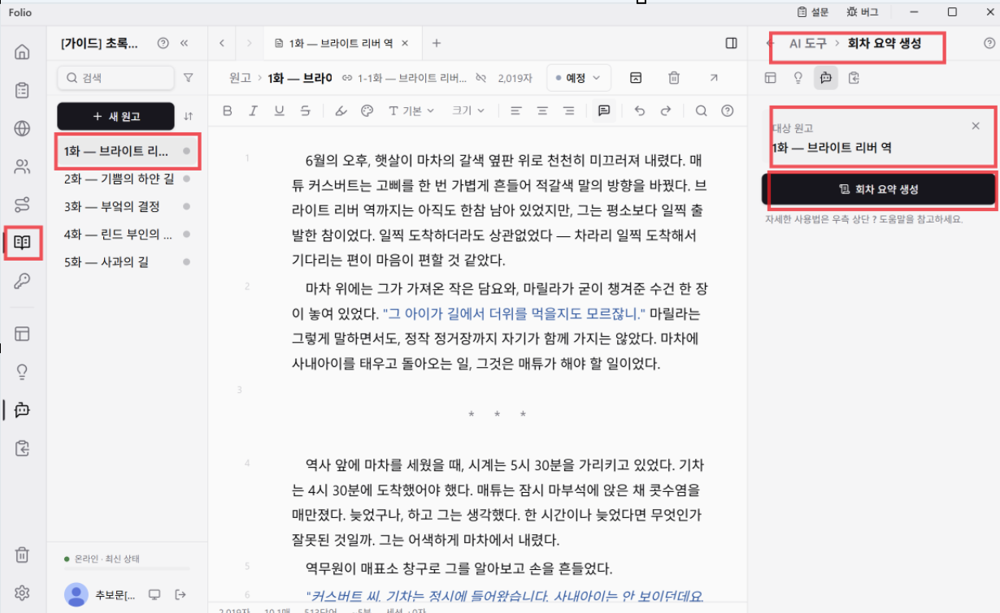 Folio
설문
버그
[가이드] 초록...
1화 — 브라이트 리버 역
AI 도구 > 회차 요약 생성
검색
원고 > 1화 — 브라이
1-1화 — 브라이트 리버...
2,019자
예정
+ 새 원고
기본
크기
1화 — 브라이트 리...
2화 — 기쁨의 하얀 길
3화 — 부엉의 결정
4화 — 린드 부인의 ...
5화 — 사과의 길
1
6월의 오후, 햇살이 마차의 갈색 옆판 위로 천천히 미끄러져 내렸다. 매
튜 커스버트는 고삐를 한 번 가볍게 흔들어 적갈색 말의 방향을 바꿨다. 브
라이트 리버 역까지는 아직도 한참 남아 있었지만, 그는 평소보다 일찍 출
발한 참이었다. 일찍 도착하더라도 상관없었다 — 차라리 일찍 도착해서
기다리는 편이 마음이 편할 것 같았다.
2
마차 위에는 그가 가져온 작은 담요와, 마릴라가 굳이 챙겨준 수건 한 장
이 놓여 있었다. "그 아이가 길에서 더위를 먹을지도 모르잖니." 마릴라는
그렇게 말하면서도, 정작 정거장까지 자기가 함께 가지는 않았다. 마차에
사내아이를 태우고 돌아오는 일, 그것은 매튜가 해야 할 일이었다.
3
* * *
4
역사 앞에 마차를 세웠을 때, 시계는 5시 30분을 가리키고 있었다. 기차
는 4시 30분에 도착했어야 했다. 매튜는 잠시 마부석에 앉은 채 콧수염을
매만졌다. 늦었구나, 하고 그는 생각했다. 한 시간이나 늦었다면 무엇인가
잘못된 것일까. 그는 어색하게 마차에서 내렸다.
5
역무원이 매표소 창구로 그를 알아보고 손을 흔들었다.
6
"커스버트 씨, 기차는 정시에 들어왔습니다. 사내아이는 안 보이던데요
대상 원고
1화 — 브라이트 리버 역
회차 요약 생성
자세한 사용법은 우측 상단 ? 도움말을 참고하세요.
온라인 · 최신 상태
추보문[...
2,019자 10.1매 513단어 ~5분 세션 +0자